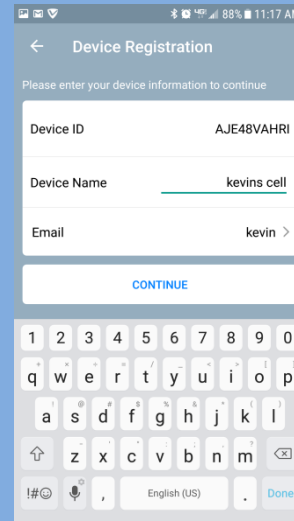 88% 11:17 AM
Device Registration
Please enter your device information to continue
Device ID AJE48VAHRI
Device Name kevins cell
Email kevin >
CONTINUE
1 2 3 4 5 6 7 8 9 0
q w e r t y u i o p
a s d f g h j k l
z x c v b n m
!#☺ , English (US) . Done